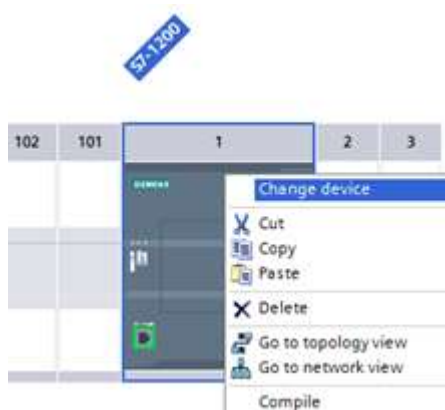 S7-1200
102 101 1 2 3
SIEMENS
Change device
Cut
Copy
Paste
Delete
Go to topology view
Go to network view
Compile